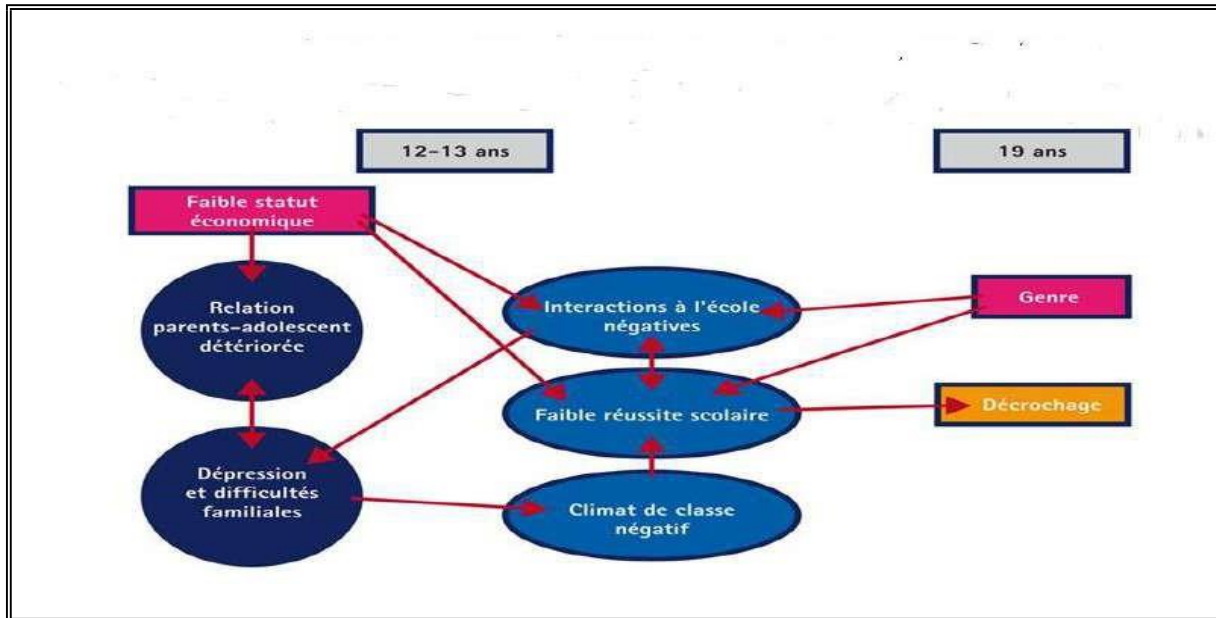 12-13 ans
19 ans
Faible statut
économique
Relation
parents-adolescent
détériorée
Interactions à l'école
négatives
Genre
Faible réussite scolaire
Décrochage
Dépression
et difficultés
familiales
Climat de classe
négatif